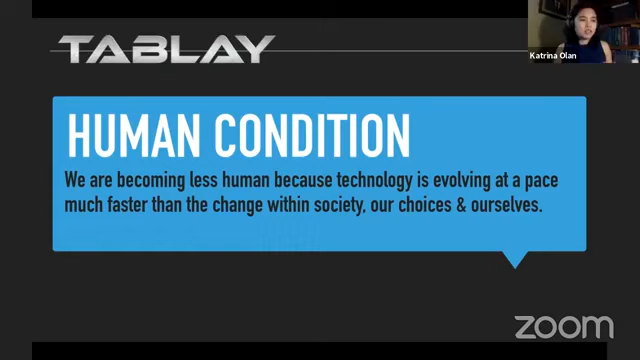 TABLAY
Katrina Olan
HUMAN CONDITION
We are becoming less human because technology is evolving at a pace
much faster than the change within society, our choices & ourselves.
zoom